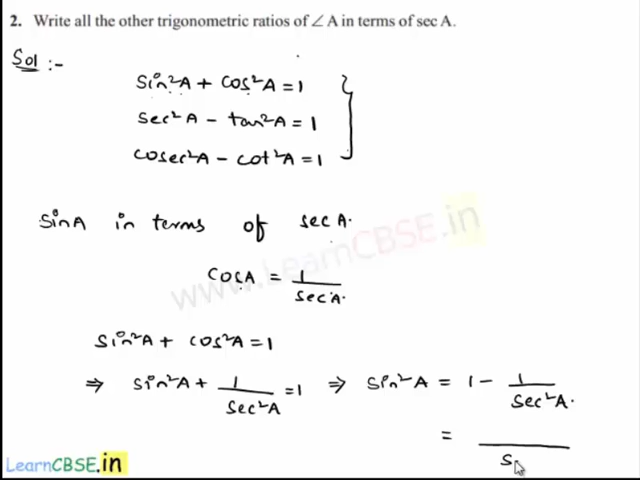 2. Write all the other trigonometric ratios of ∠A in terms of sec A.
Sol :-
Sin²A + Cos²A = 1
Sec²A - tan²A = 1
Cosec²A - Cot²A = 1
SinA in terms of sec A.
www.LearnCBSE.in
CosA = 1/Sec A.
Sin²A + Cos²A = 1
⇒ Sin²A + 1/Sec²A = 1 ⇒ Sin²A = 1 - 1/Sec²A.
= /S
LearnCBSE.in